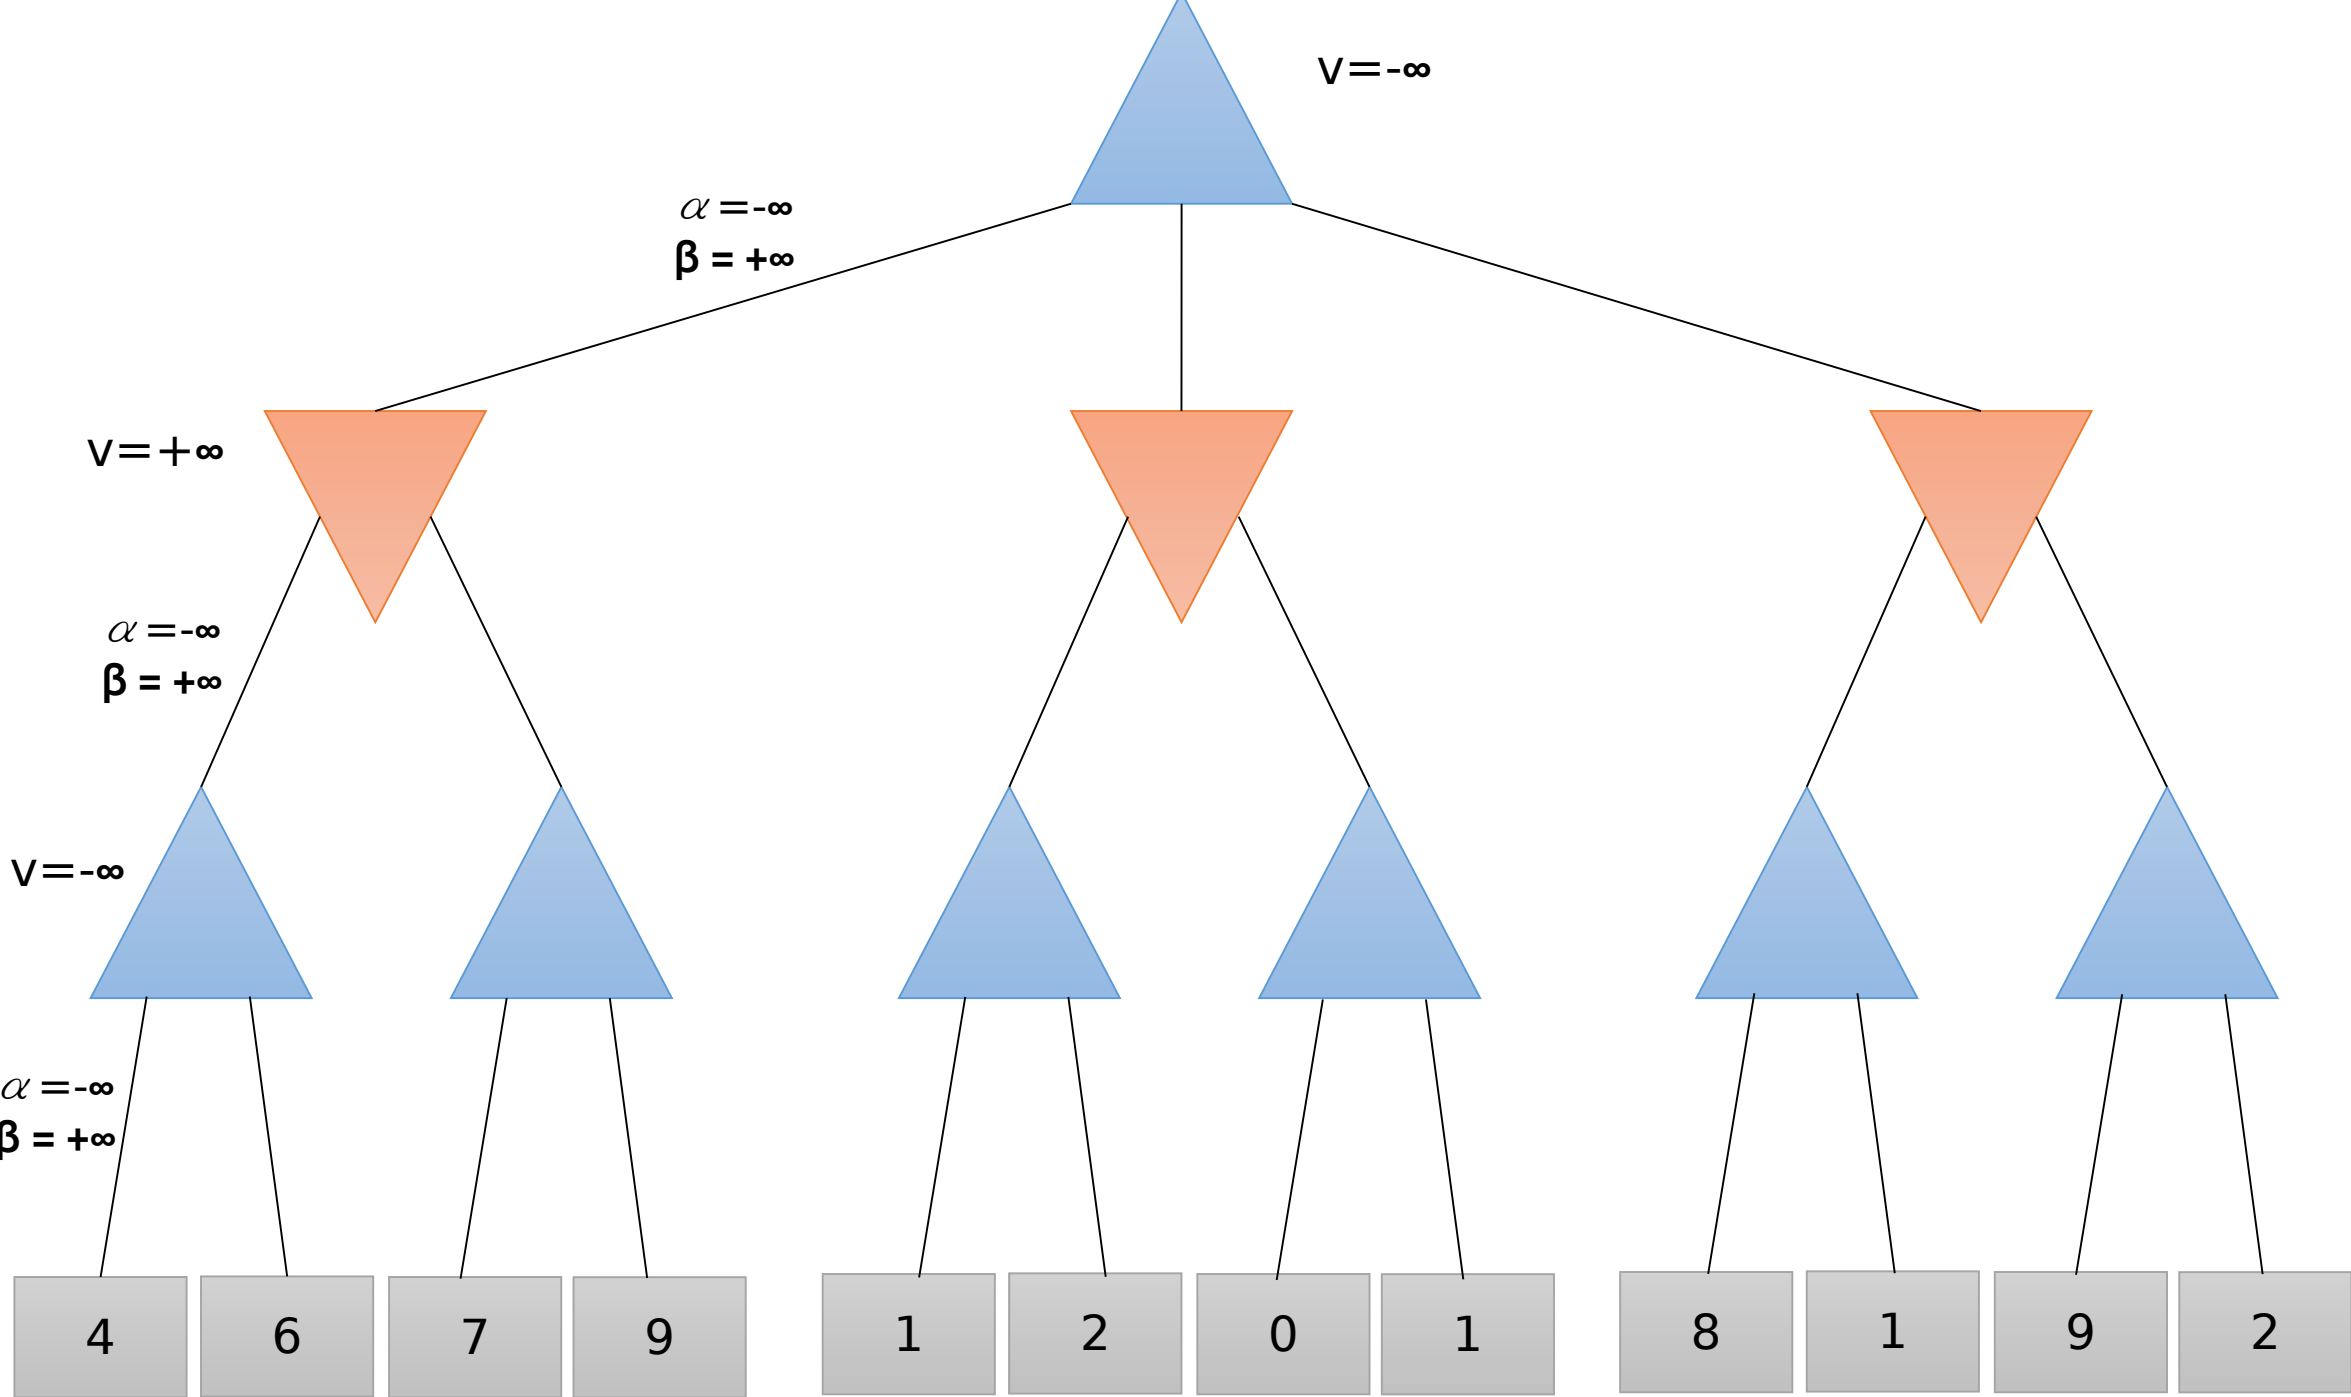 v=-∞
α =-∞
β = +∞
v=+∞
α =-∞
β = +∞
v=-∞
α =-∞
β = +∞
4 6 7 9 1 2 0 1 8 1 9 2